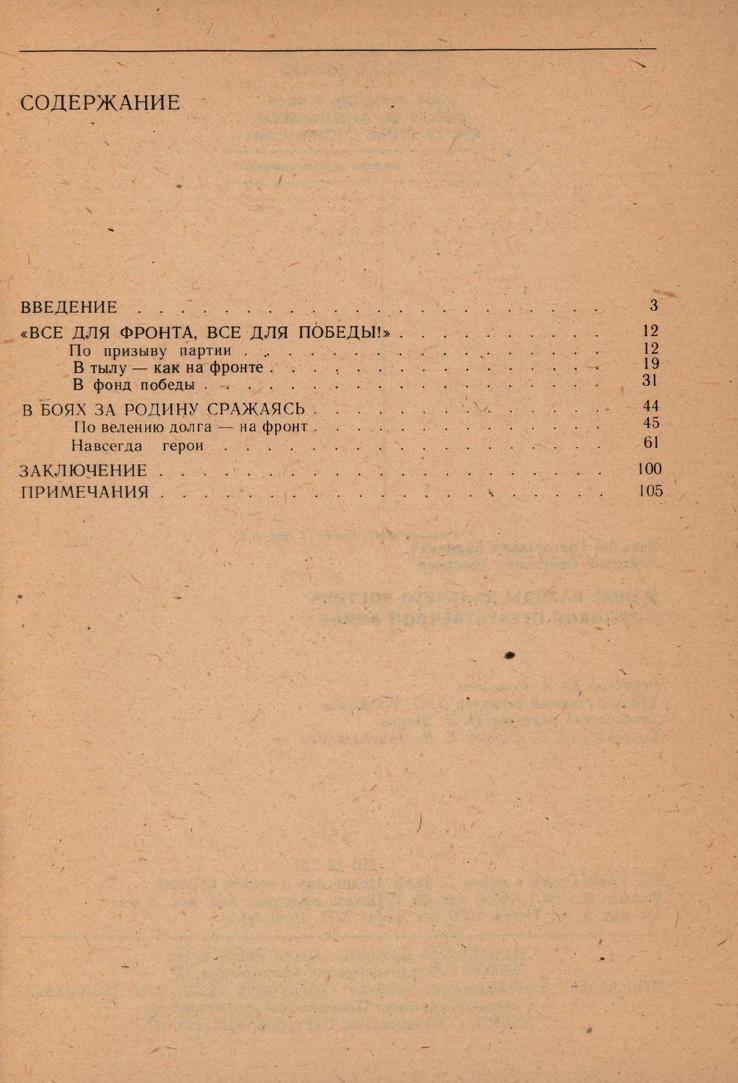 СОДЕРЖАНИЕ
ВВЕДЕНИЕ . . . . . . . . . . . . . . . . . 3
«ВСЕ ДЛЯ ФРОНТА, ВСЕ ДЛЯ ПОБЕДЫ!» . . . . . . . . 12
По призыву партии . . . . . . . . . . . . . 12
В тылу — как на фронте . . . . . . . . . . . . 19
В фонд победы . . . . . . . . . . . . . . 31
В БОЯХ ЗА РОДИНУ СРАЖАЯСЬ . . . . . . . . . . . 44
По велению долга — на фронт . . . . . . . . . . . 45
Навсегда герои . . . . . . . . . . . . . . 61
ЗАКЛЮЧЕНИЕ . . . . . . . . . . . . . . . . 100
ПРИМЕЧАНИЯ . . . . . . . . . . . . . . . . 105